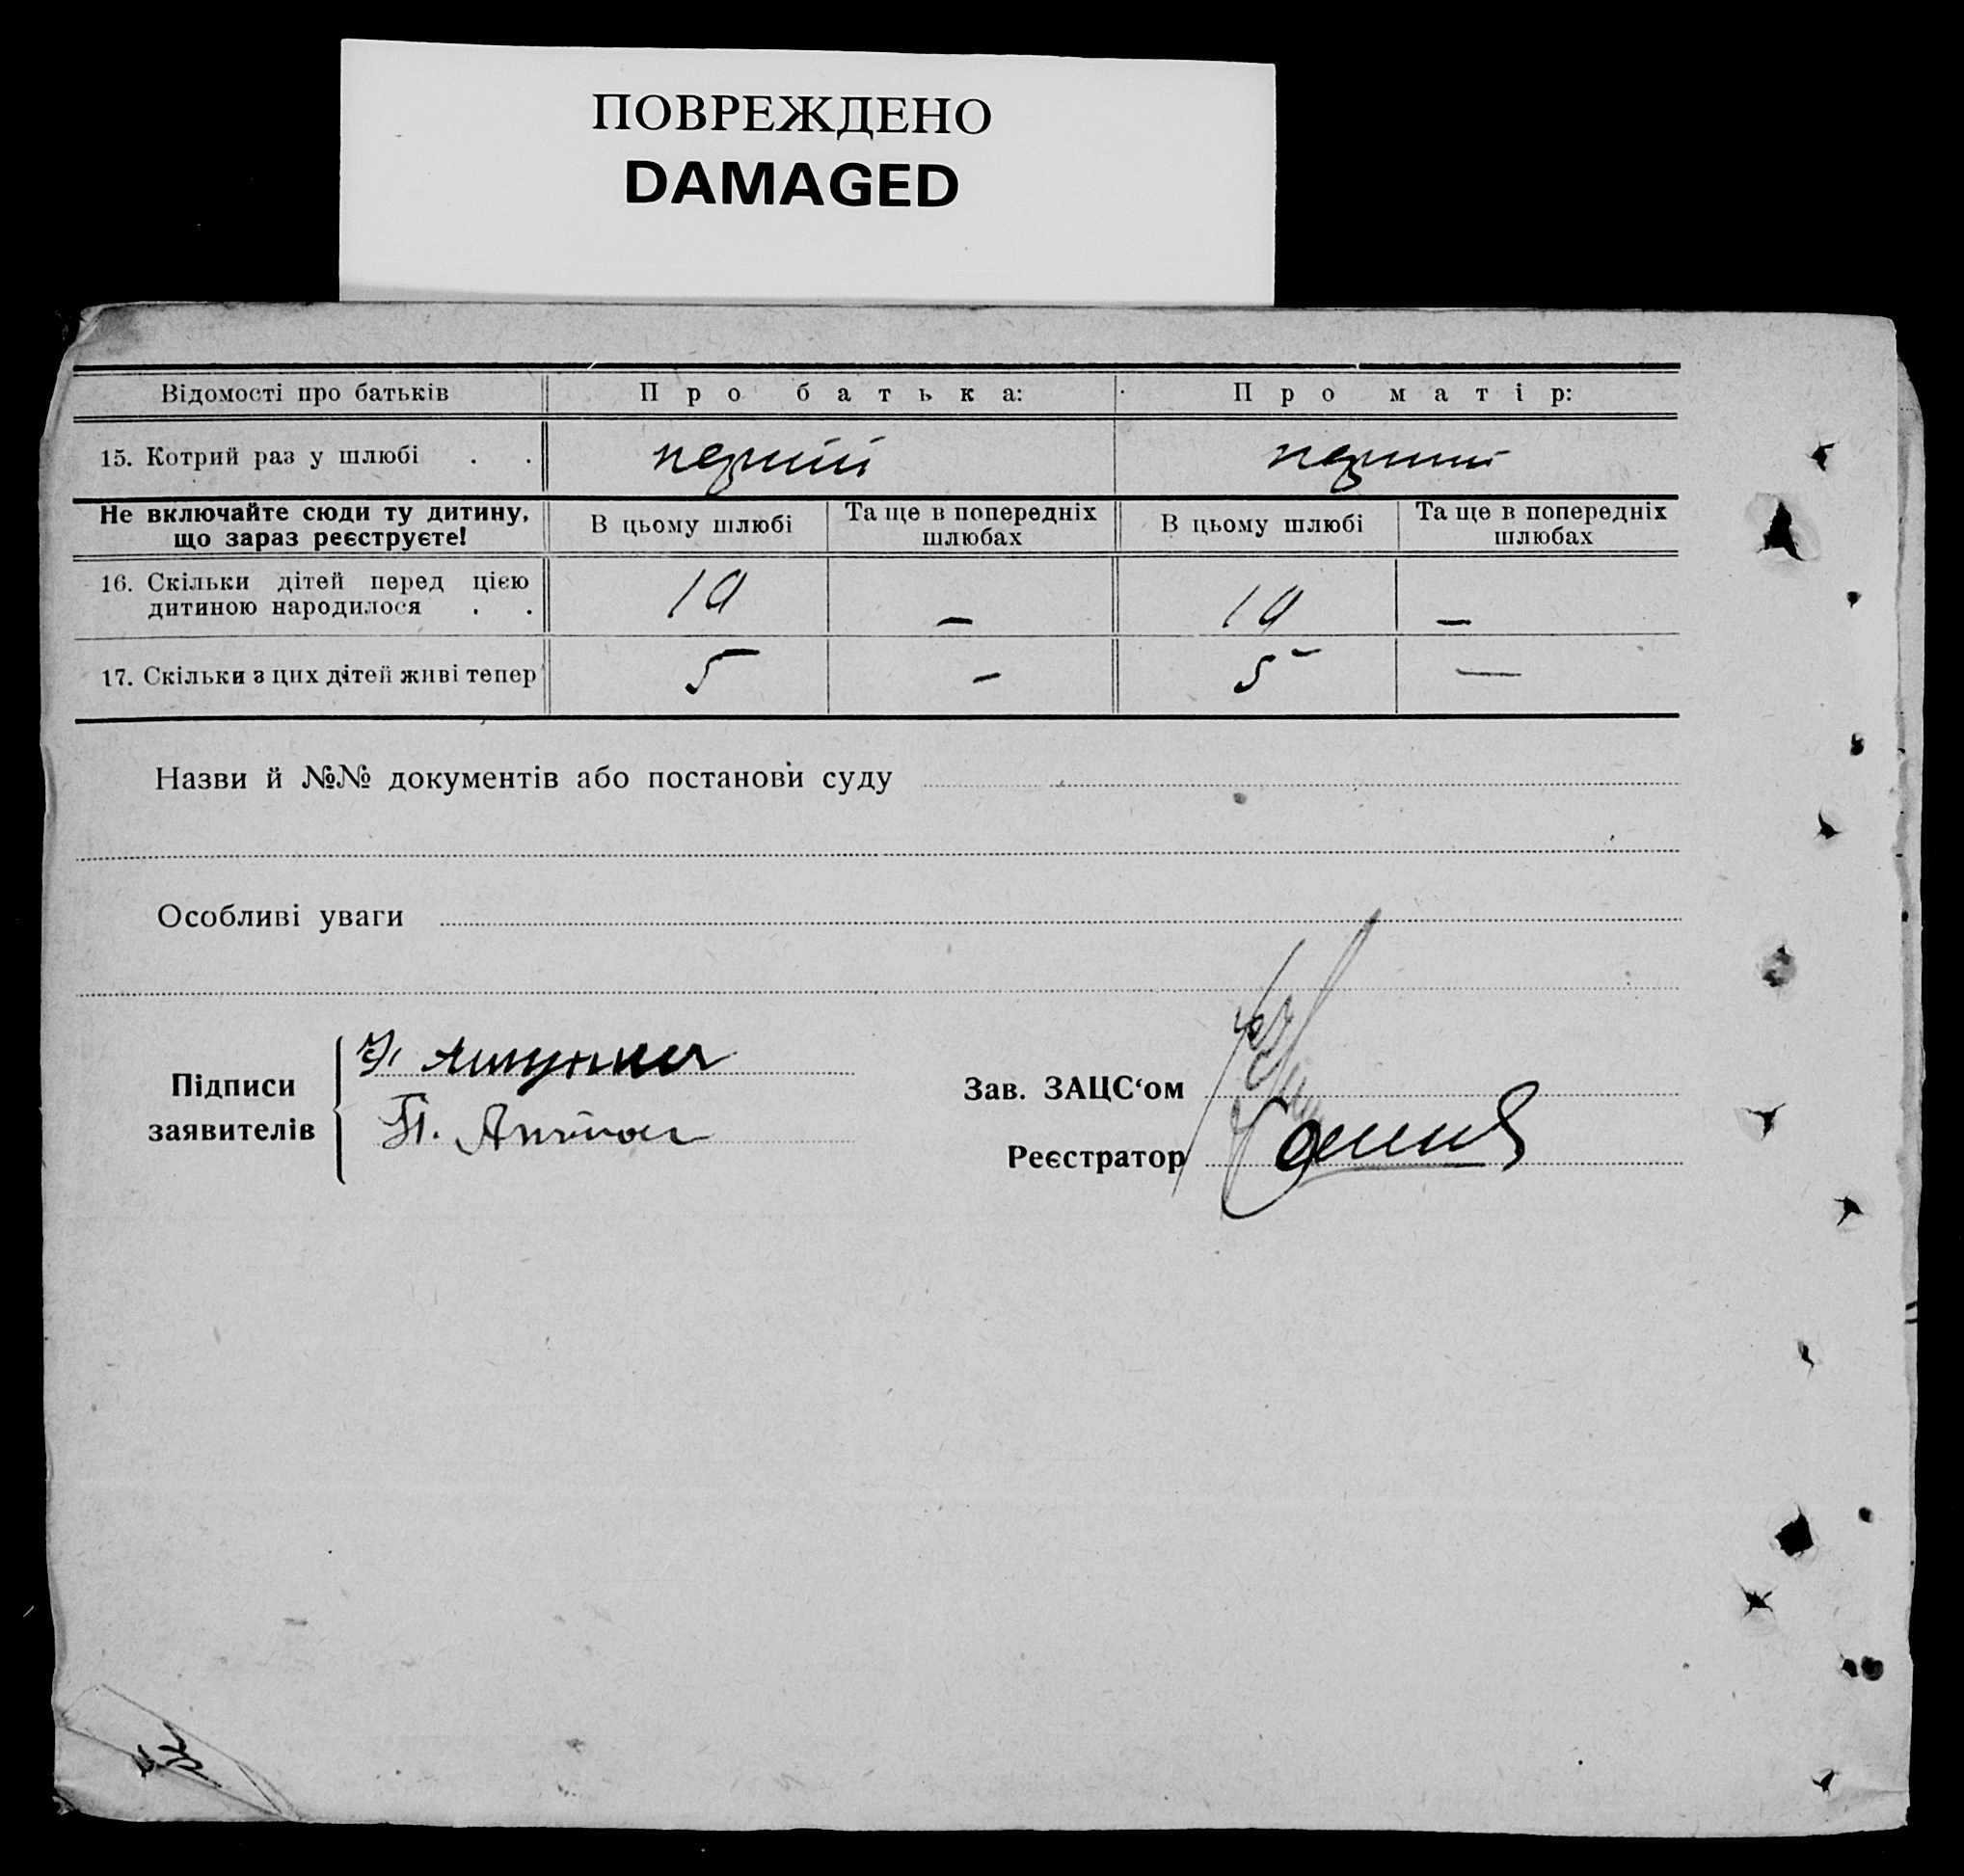 ПОВРЕЖДЕНО
DAMAGED
Відомості про батьків Про батька: Про матір:
15. Котрий раз у шлюбі . . перший перший
Не включайте сюди ту дитину, що зараз реєструєте! В цьому шлюбі Та ще в попередніх шлюбах В цьому шлюбі Та ще в попередніх шлюбах
16. Скільки дітей перед цією
дитиною народилося . . 10 — 10 —
17. Скільки з цих дітей живі тепер 5 - 5 —
Назви й №№ документів або постанови суду
Особливі уваги
Підписи
заявителів
Зав. ЗАЦС‘ом
Реєстратор